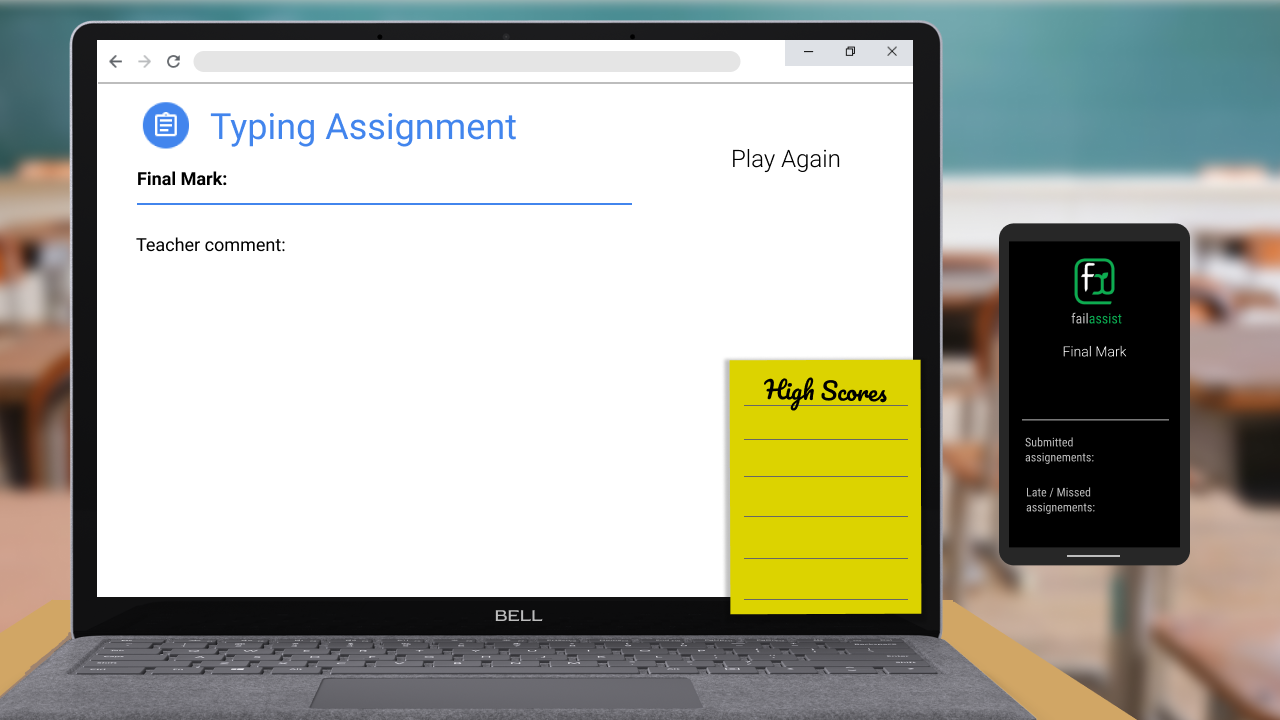 Typing Assignment
Play Again
Final Mark:
Teacher comment:
High Scores
BELL
failassist
Final Mark
Submitted
assignements:
Late / Missed
assignements: